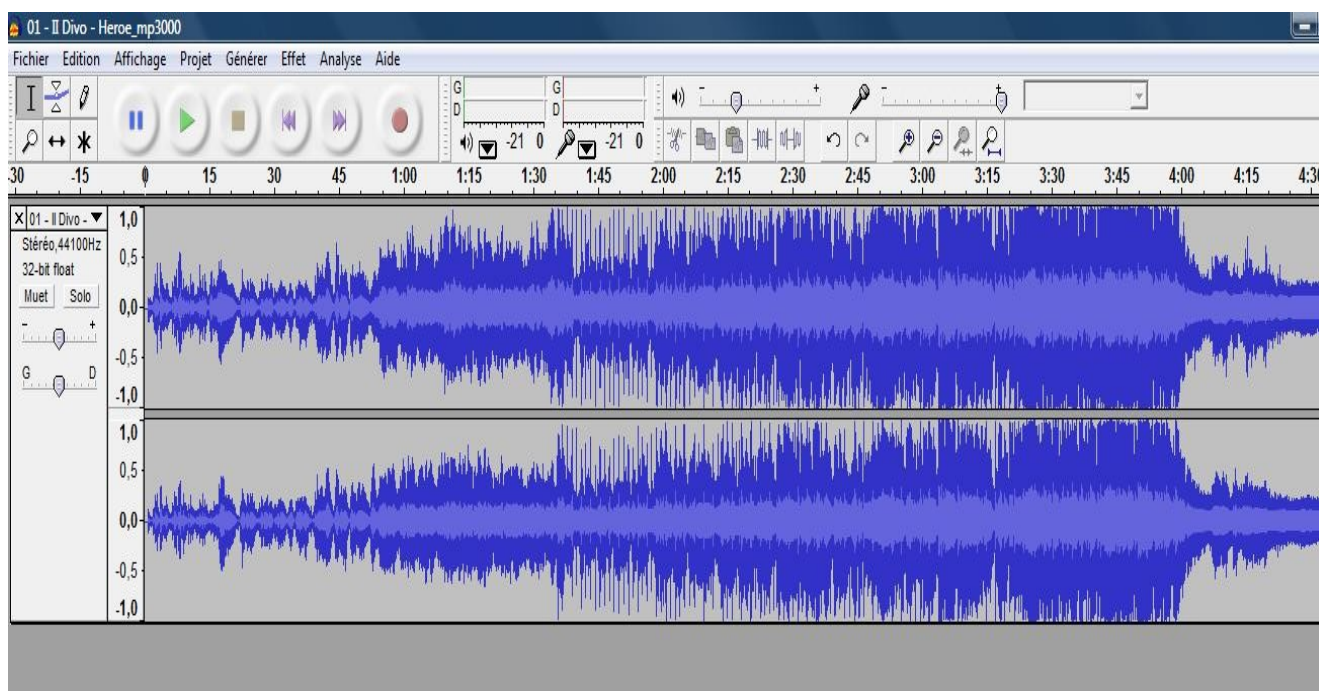 01 - Il Divo - Heroe_mp3000
Fichier Edition Affichage Projet Générer Effet Analyse Aide
G G
D D
-21 0 -21 0
- + - +
-30 -15 0 15 30 45 1:00 1:15 1:30 1:45 2:00 2:15 2:30 2:45 3:00 3:15 3:30 3:45 4:00 4:15 4:30
X 01 - Il Divo - 1,0
Stéréo,44100Hz
32-bit float 0,5
Muet Solo 0,0
- +
-0,5
G D
-1,0
1,0
0,5
0,0
-0,5
-1,0